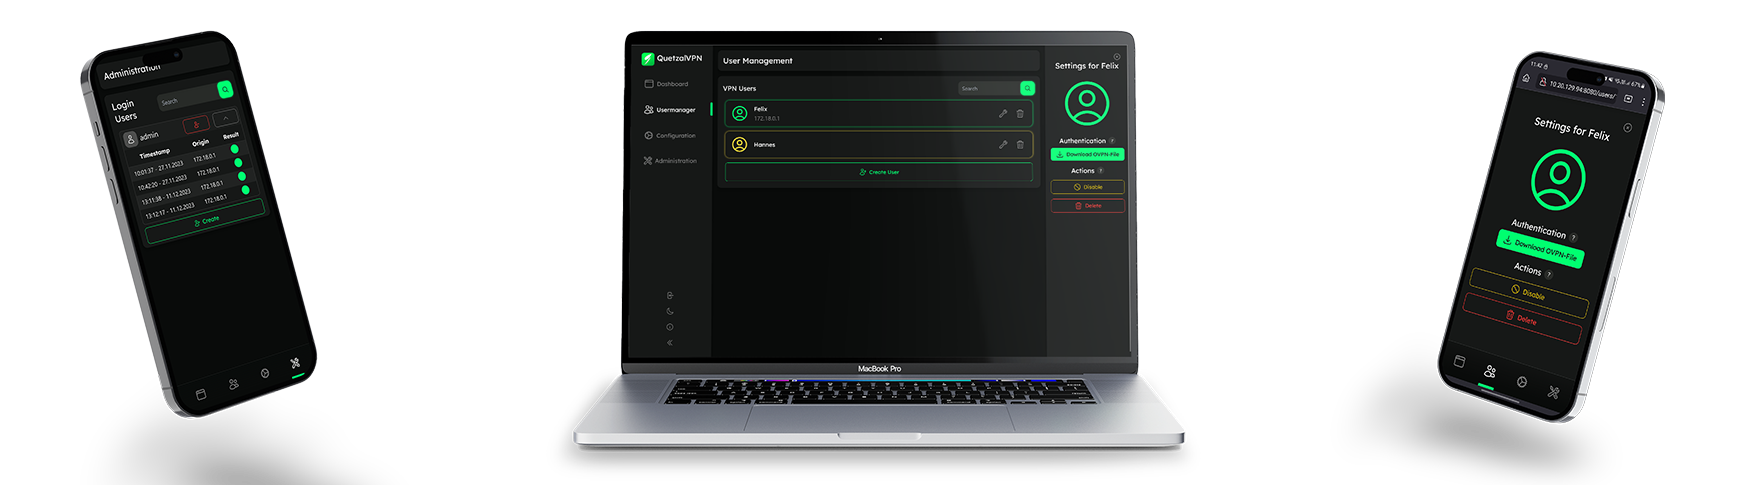 Administration
Login
Users
Search
admin
Timestamp Origin Result
10:01:37 - 27.11.2023 172.18.0.1
10:42:20 - 27.11.2023 172.18.0.1
13:11:38 - 11.12.2023 172.18.0.1
13:12:17 - 11.12.2023 172.18.0.1
Create
QuetzalVPN
Dashboard
Usermanager
Configuration
Administration
User Management
VPN Users
Search
Felix
172.18.0.1
Hannes
Create User
Settings for Felix
Authentication ?
Download OVPN-File
Actions ?
Disable
Delete
MacBook Pro
11:42
67%
10.20.129.94:8080/users/
Settings for Felix
Authentication ?
Download OVPN-File
Actions ?
Disable
Delete